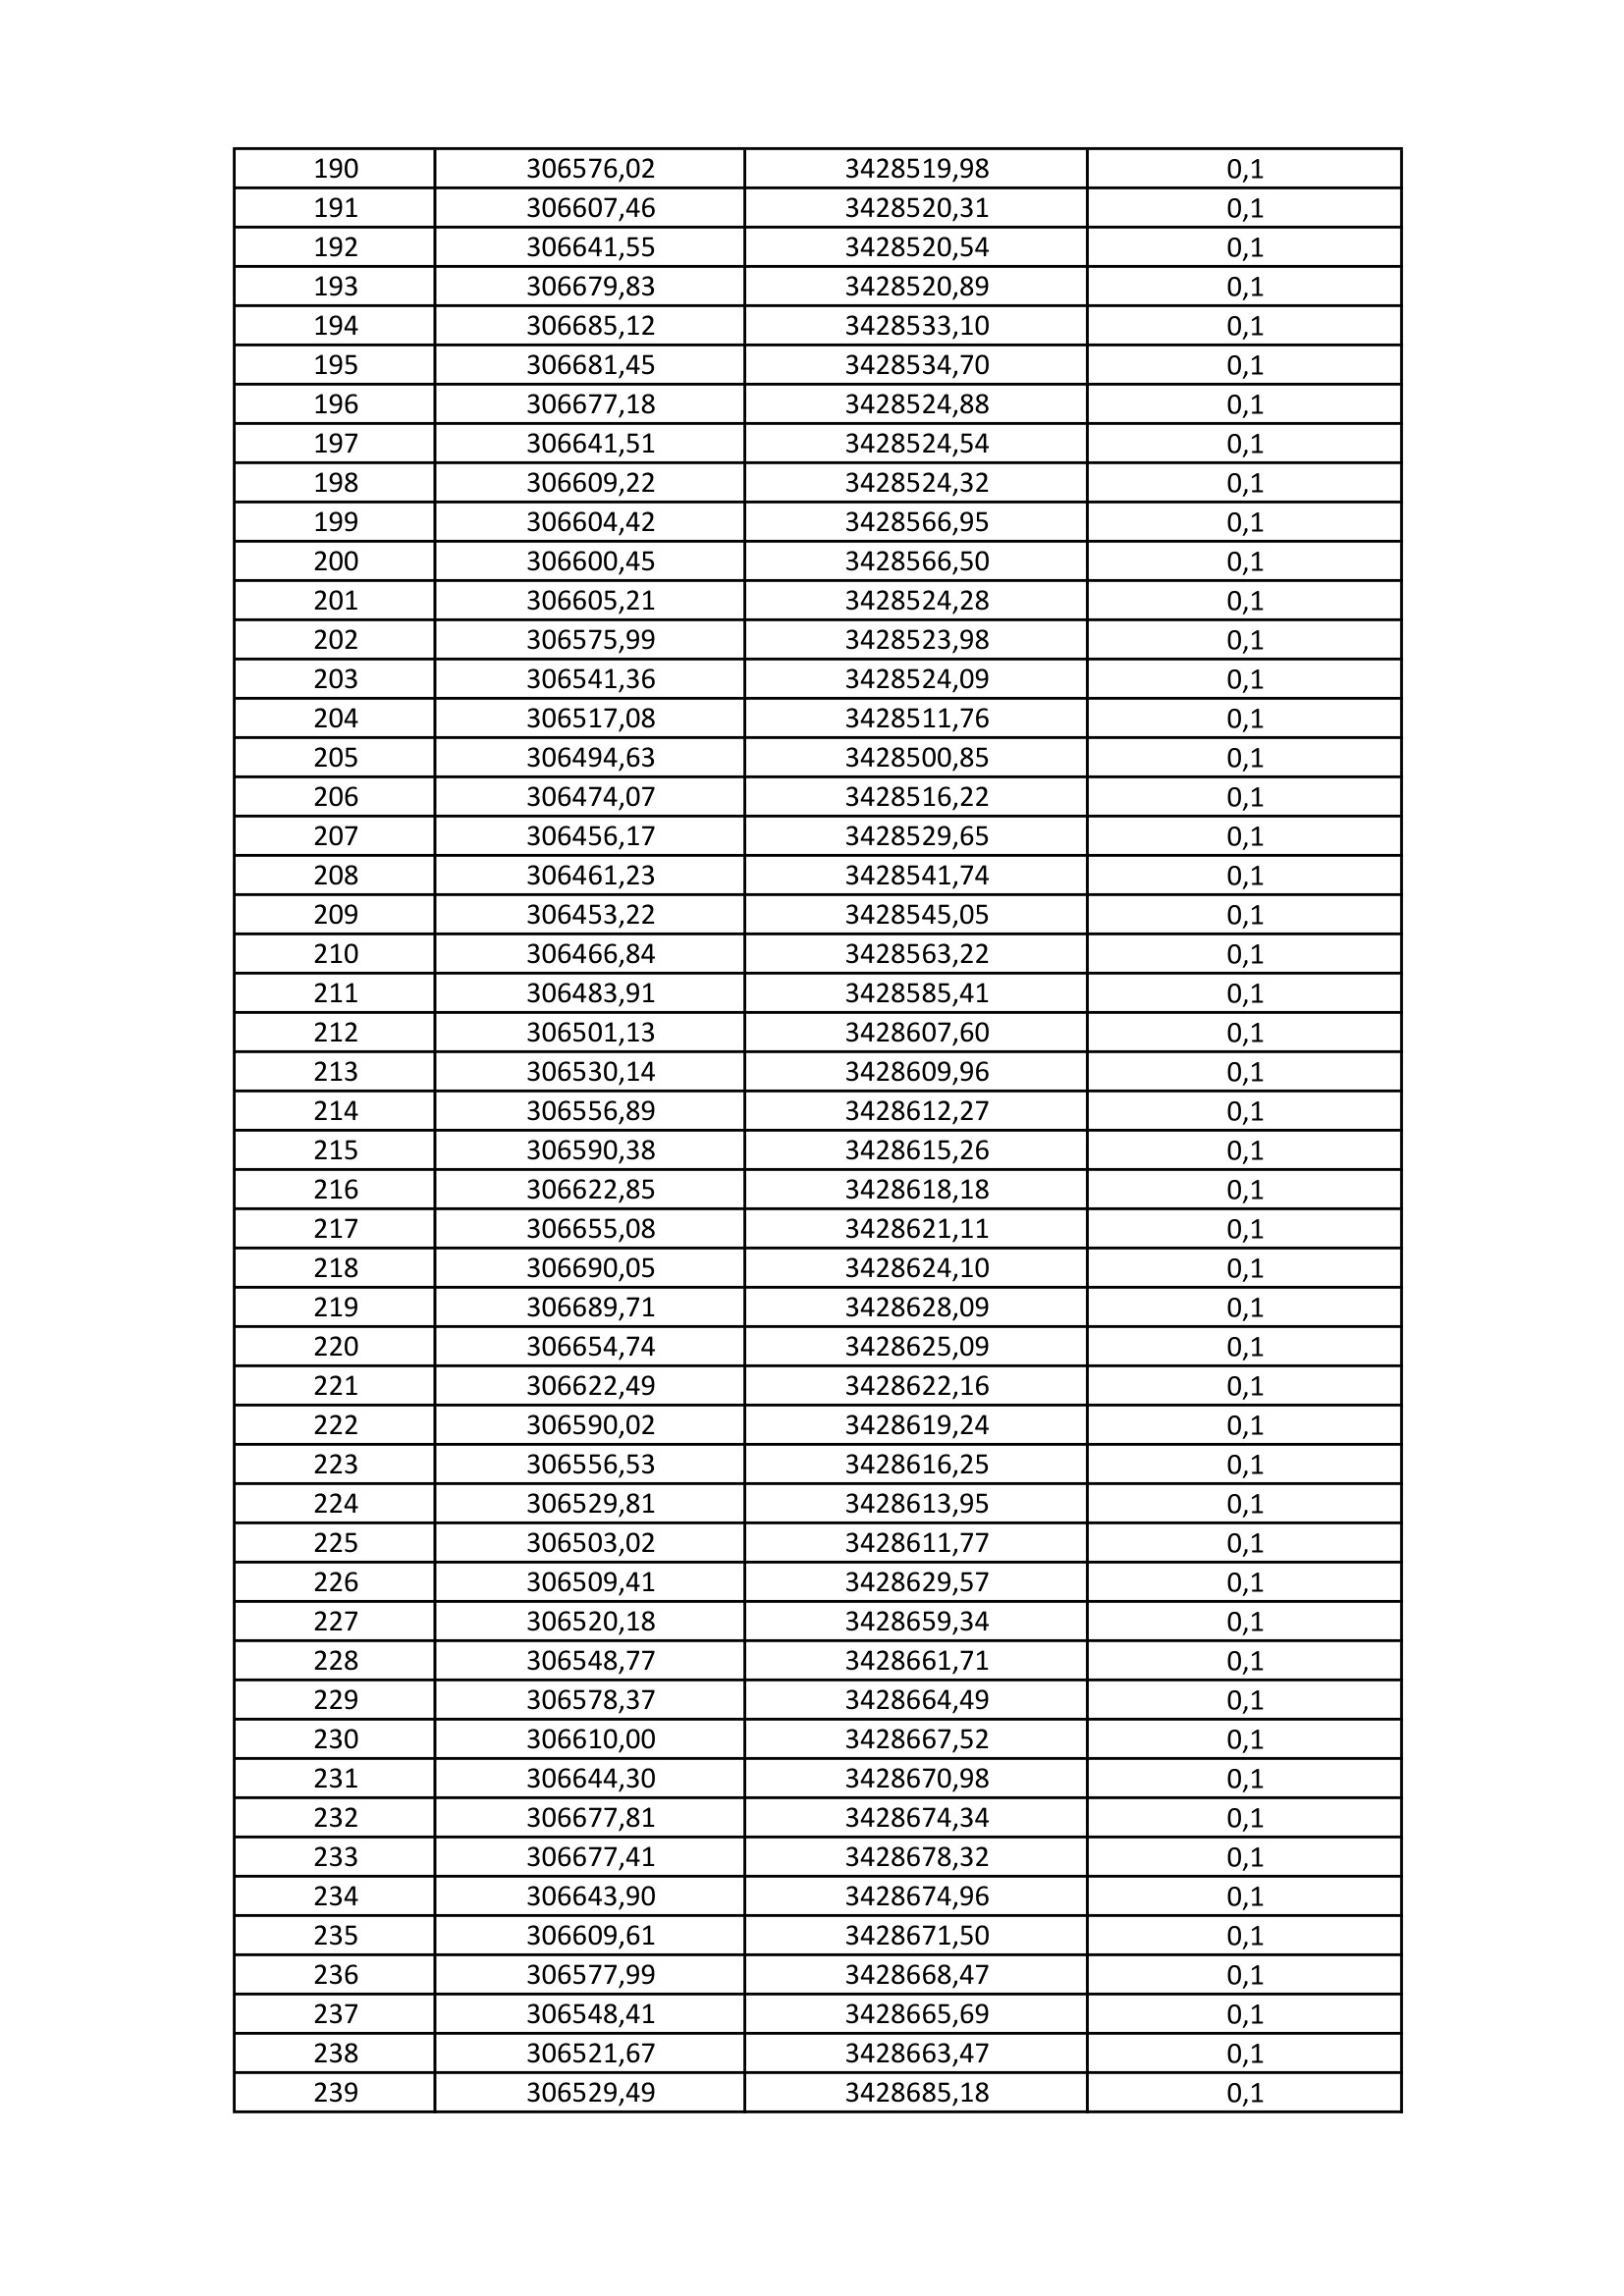 190 306576,02 3428519,98 0,1
191 306607,46 3428520,31 0,1
192 306641,55 3428520,54 0,1
193 306679,83 3428520,89 0,1
194 306685,12 3428533,10 0,1
195 306681,45 3428534,70 0,1
196 306677,18 3428524,88 0,1
197 306641,51 3428524,54 0,1
198 306609,22 3428524,32 0,1
199 306604,42 3428566,95 0,1
200 306600,45 3428566,50 0,1
201 306605,21 3428524,28 0,1
202 306575,99 3428523,98 0,1
203 306541,36 3428524,09 0,1
204 306517,08 3428511,76 0,1
205 306494,63 3428500,85 0,1
206 306474,07 3428516,22 0,1
207 306456,17 3428529,65 0,1
208 306461,23 3428541,74 0,1
209 306453,22 3428545,05 0,1
210 306466,84 3428563,22 0,1
211 306483,91 3428585,41 0,1
212 306501,13 3428607,60 0,1
213 306530,14 3428609,96 0,1
214 306556,89 3428612,27 0,1
215 306590,38 3428615,26 0,1
216 306622,85 3428618,18 0,1
217 306655,08 3428621,11 0,1
218 306690,05 3428624,10 0,1
219 306689,71 3428628,09 0,1
220 306654,74 3428625,09 0,1
221 306622,49 3428622,16 0,1
222 306590,02 3428619,24 0,1
223 306556,53 3428616,25 0,1
224 306529,81 3428613,95 0,1
225 306503,02 3428611,77 0,1
226 306509,41 3428629,57 0,1
227 306520,18 3428659,34 0,1
228 306548,77 3428661,71 0,1
229 306578,37 3428664,49 0,1
230 306610,00 3428667,52 0,1
231 306644,30 3428670,98 0,1
232 306677,81 3428674,34 0,1
233 306677,41 3428678,32 0,1
234 306643,90 3428674,96 0,1
235 306609,61 3428671,50 0,1
236 306577,99 3428668,47 0,1
237 306548,41 3428665,69 0,1
238 306521,67 3428663,47 0,1
239 306529,49 3428685,18 0,1